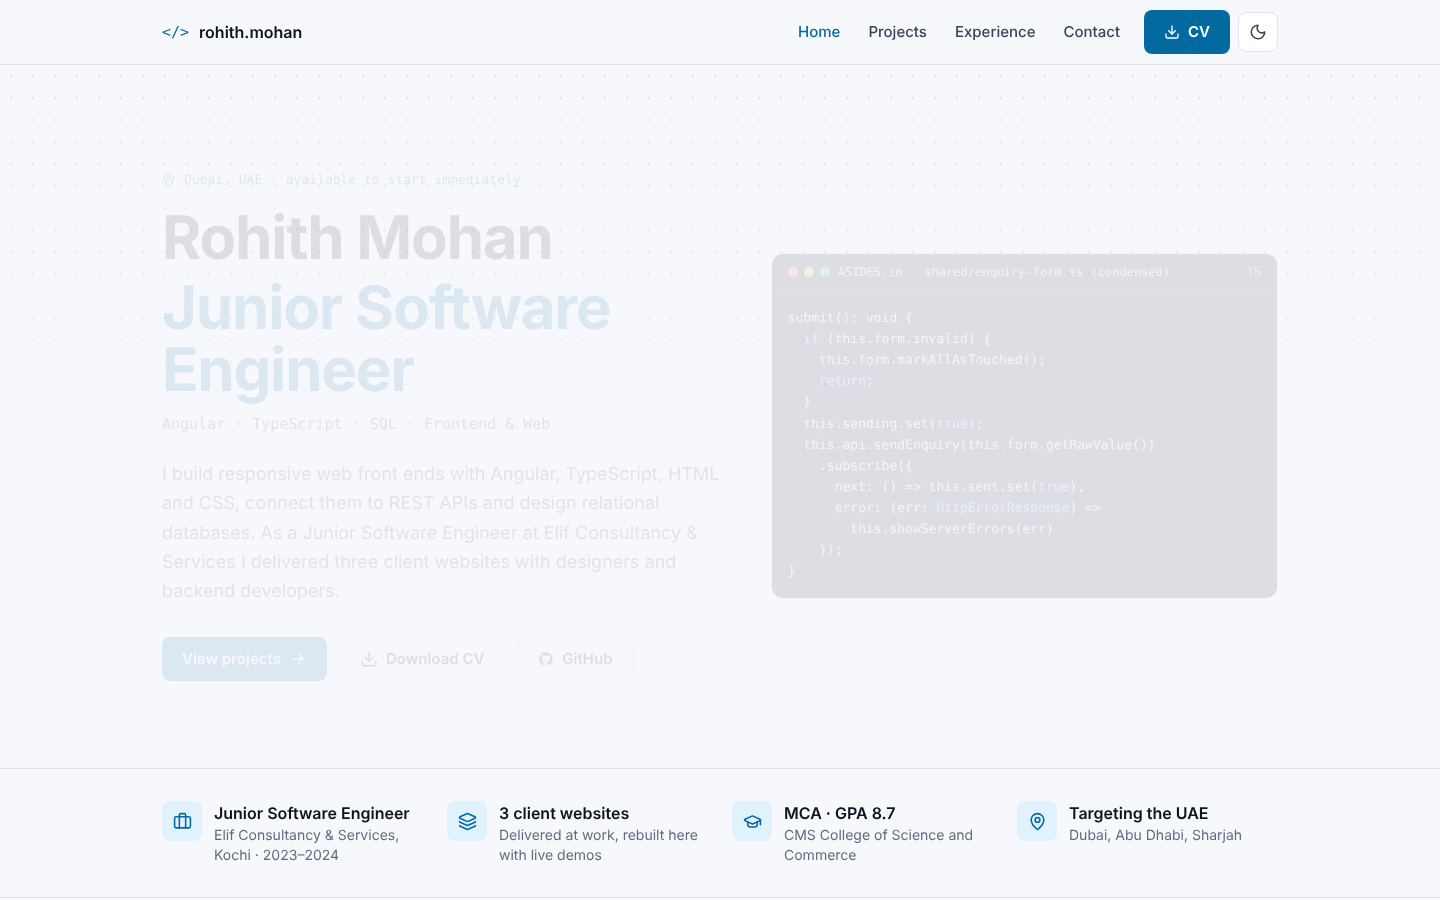 </> rohith.mohan
Home Projects Experience Contact CV
Dubai, UAE · available to start immediately
Rohith Mohan
Junior Software
Engineer
Angular · TypeScript · SQL · Frontend & Web
I build responsive web front ends with Angular, TypeScript, HTML
and CSS, connect them to REST APIs and design relational
databases. As a Junior Software Engineer at Elif Consultancy &
Services I delivered three client websites with designers and
backend developers.
View projects Download CV GitHub
ASIDES.in · shared/enquiry-form.ts (condensed) TS
submit(): void {
if (this.form.invalid) {
this.form.markAllAsTouched();
return;
}
this.sending.set(true);
this.api.sendEnquiry(this.form.getRawValue())
.subscribe({
next: () => this.sent.set(true),
error: (err: HttpErrorResponse) =>
this.showServerErrors(err)
});
}
Junior Software Engineer
Elif Consultancy & Services,
Kochi · 2023–2024
3 client websites
Delivered at work, rebuilt here
with live demos
MCA · GPA 8.7
CMS College of Science and
Commerce
Targeting the UAE
Dubai, Abu Dhabi, Sharjah